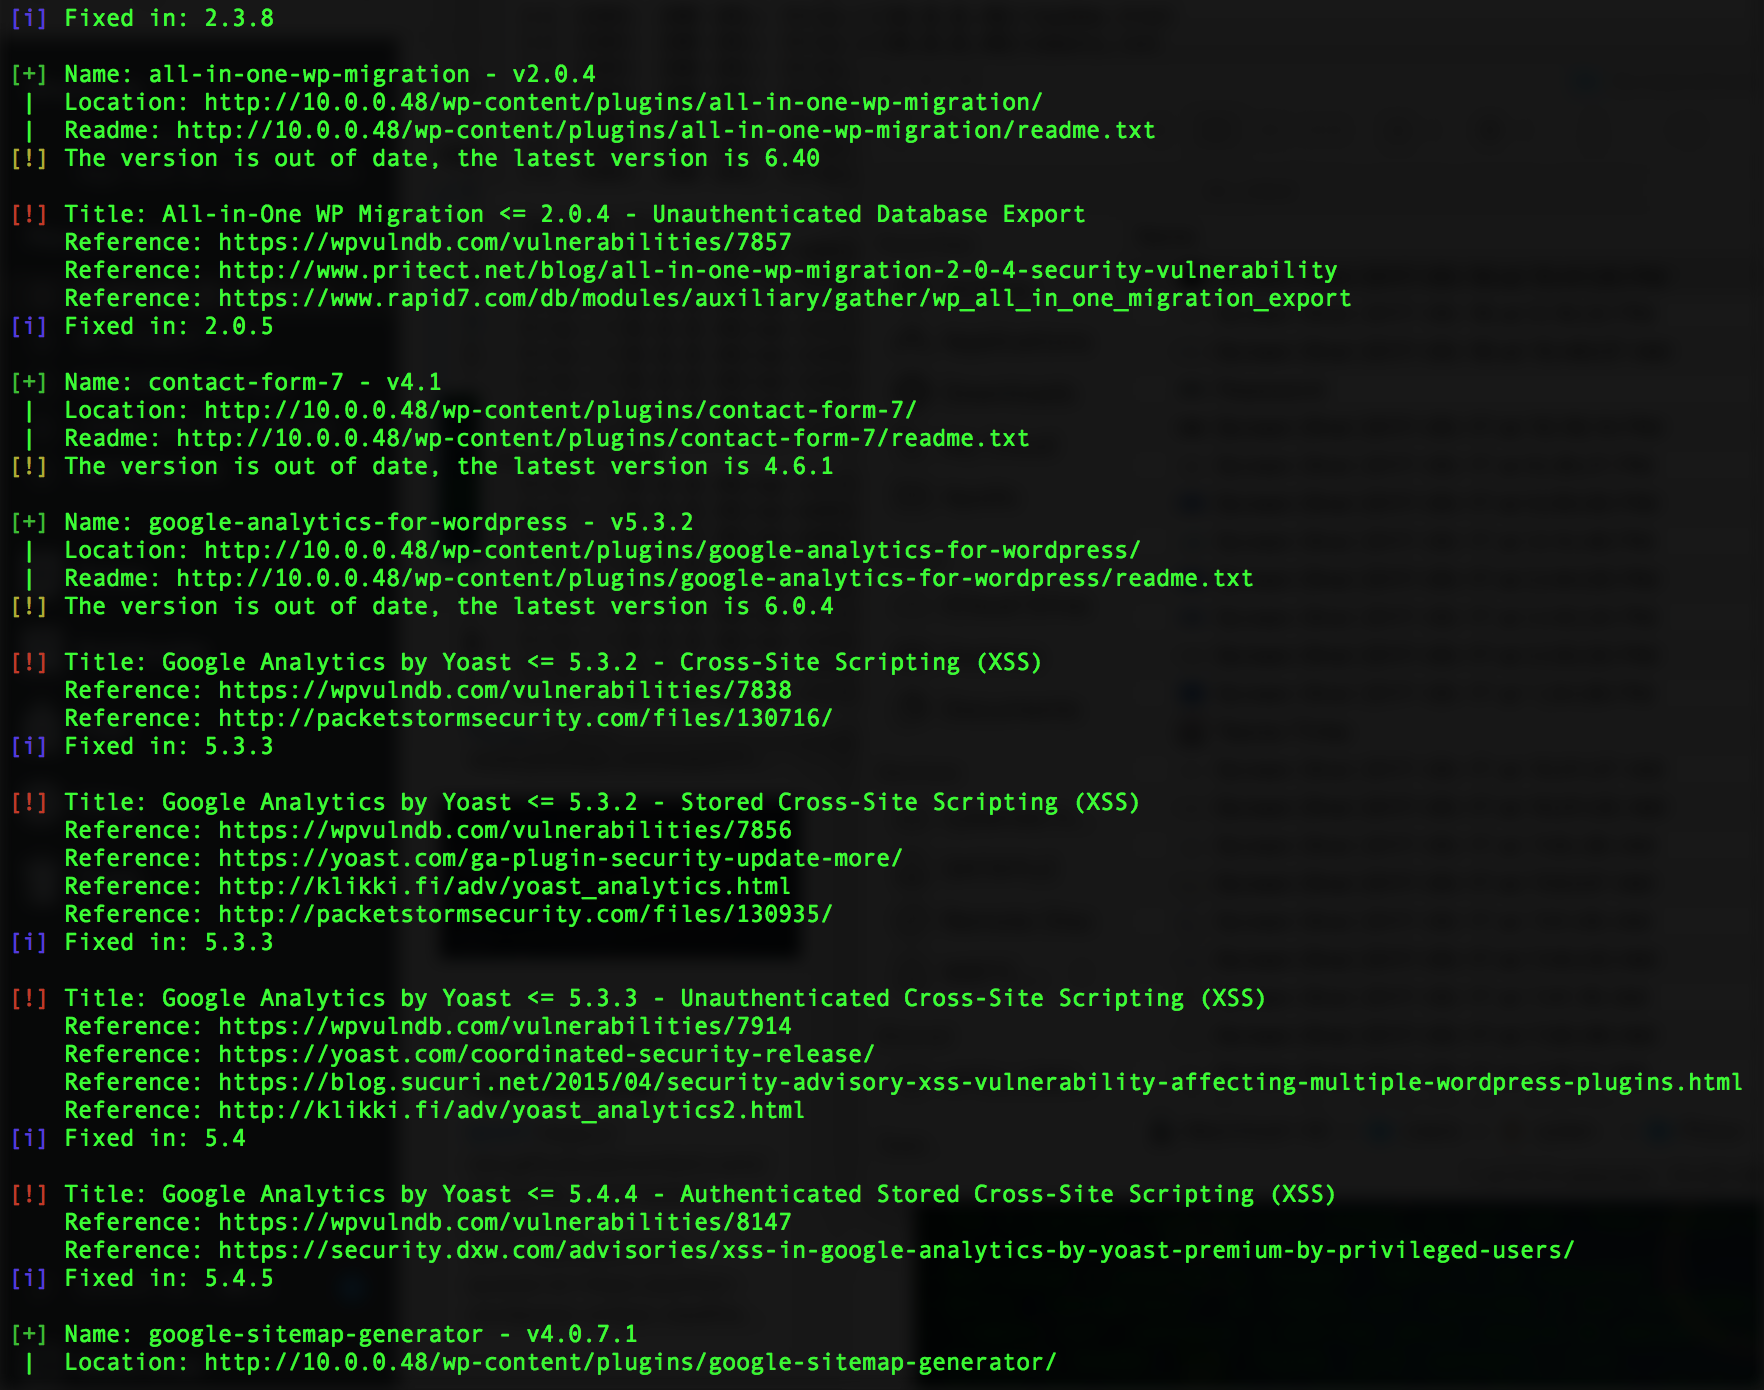 [i] Fixed in: 2.3.8
[+] Name: all-in-one-wp-migration - v2.0.4
| Location: http://10.0.0.48/wp-content/plugins/all-in-one-wp-migration/
| Readme: http://10.0.0.48/wp-content/plugins/all-in-one-wp-migration/readme.txt
[!] The version is out of date, the latest version is 6.40
[!] Title: All-in-One WP Migration <= 2.0.4 - Unauthenticated Database Export
Reference: https://wpvulndb.com/vulnerabilities/7857
Reference: http://www.pritect.net/blog/all-in-one-wp-migration-2-0-4-security-vulnerability
Reference: https://www.rapid7.com/db/modules/auxiliary/gather/wp_all_in_one_migration_export
[i] Fixed in: 2.0.5
[+] Name: contact-form-7 - v4.1
| Location: http://10.0.0.48/wp-content/plugins/contact-form-7/
| Readme: http://10.0.0.48/wp-content/plugins/contact-form-7/readme.txt
[!] The version is out of date, the latest version is 4.6.1
[+] Name: google-analytics-for-wordpress - v5.3.2
| Location: http://10.0.0.48/wp-content/plugins/google-analytics-for-wordpress/
| Readme: http://10.0.0.48/wp-content/plugins/google-analytics-for-wordpress/readme.txt
[!] The version is out of date, the latest version is 6.0.4
[!] Title: Google Analytics by Yoast <= 5.3.2 - Cross-Site Scripting (XSS)
Reference: https://wpvulndb.com/vulnerabilities/7838
Reference: http://packetstormsecurity.com/files/130716/
[i] Fixed in: 5.3.3
[!] Title: Google Analytics by Yoast <= 5.3.2 - Stored Cross-Site Scripting (XSS)
Reference: https://wpvulndb.com/vulnerabilities/7856
Reference: https://yoast.com/ga-plugin-security-update-more/
Reference: http://klikki.fi/adv/yoast_analytics.html
Reference: http://packetstormsecurity.com/files/130935/
[i] Fixed in: 5.3.3
[!] Title: Google Analytics by Yoast <= 5.3.3 - Unauthenticated Cross-Site Scripting (XSS)
Reference: https://wpvulndb.com/vulnerabilities/7914
Reference: https://yoast.com/coordinated-security-release/
Reference: https://blog.sucuri.net/2015/04/security-advisory-xss-vulnerability-affecting-multiple-wordpress-plugins.html
Reference: http://klikki.fi/adv/yoast_analytics2.html
[i] Fixed in: 5.4
[!] Title: Google Analytics by Yoast <= 5.4.4 - Authenticated Stored Cross-Site Scripting (XSS)
Reference: https://wpvulndb.com/vulnerabilities/8147
Reference: https://security.dxw.com/advisories/xss-in-google-analytics-by-yoast-premium-by-privileged-users/
[i] Fixed in: 5.4.5
[+] Name: google-sitemap-generator - v4.0.7.1
| Location: http://10.0.0.48/wp-content/plugins/google-sitemap-generator/